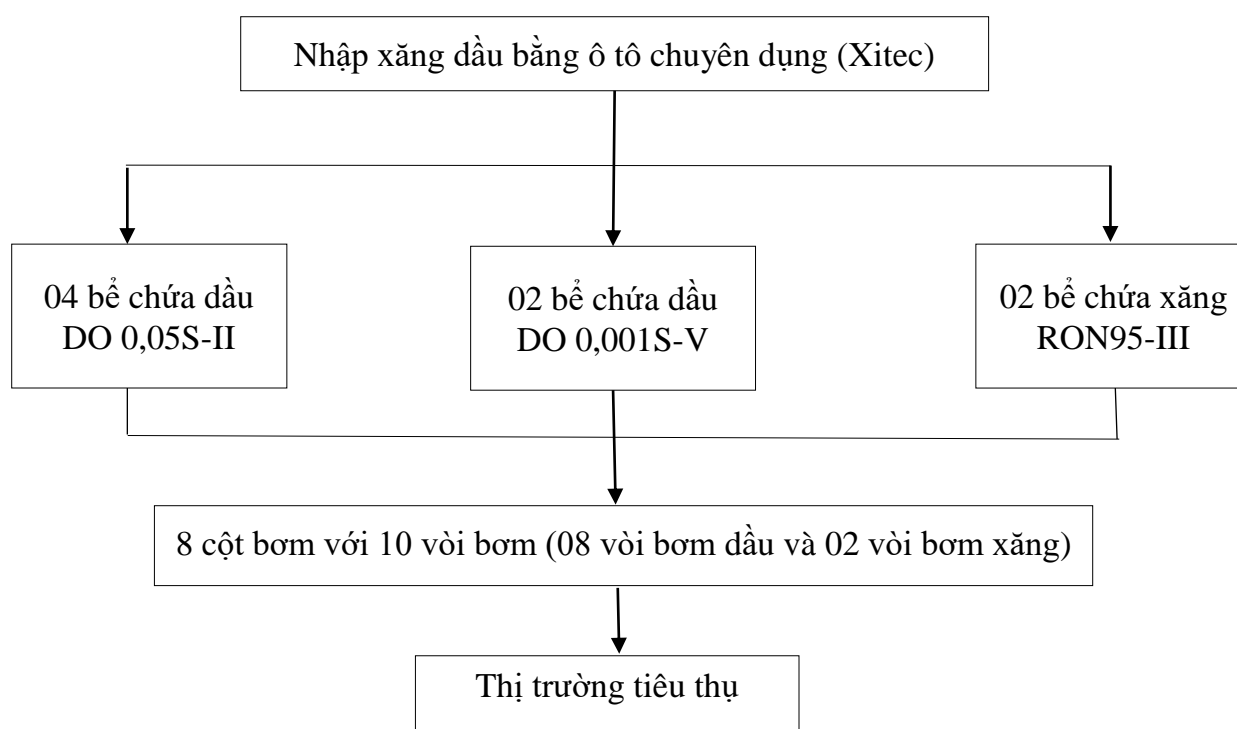 Nhập xăng dầu bằng ô tô chuyên dụng (Xitec)
04 bể chứa dầu
DO 0,05S-II
02 bể chứa dầu
DO 0,001S-V
02 bể chứa xăng
RON95-III
8 cột bơm với 10 vòi bơm (08 vòi bơm dầu và 02 vòi bơm xăng)
Thị trường tiêu thụ